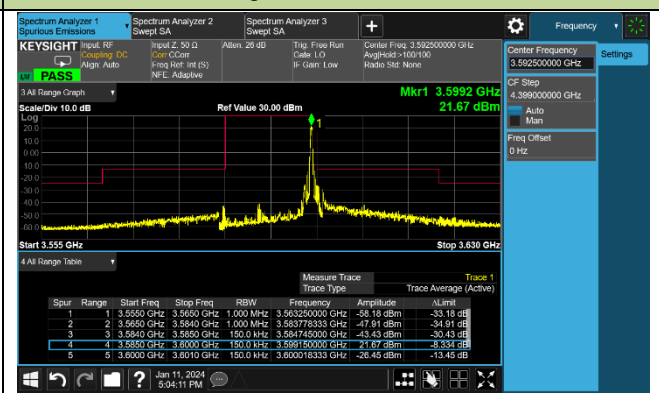 Spectrum Analyzer 1
Spurious Emissions
Spectrum Analyzer 2
Swept SA
Spectrum Analyzer 3
Swept SA
+
Frequency
KEYSIGHT
Input: RF
Coupling: DC
Align: Auto
Input Z: 50 Ω
Corr CCorr
Freq Ref: Int (S)
NFE: Adaptive
Atten: 26 dB
Trig: Free Run
Gate: LO
IF Gain: Low
Center Freq: 3.592500000 GHz
Avg|Hold:>100/100
Radio Std: None
PASS
Center Frequency
3.592500000 GHz
Settings
CF Step
4.399000000 GHz
Auto
Man
Freq Offset
0 Hz
3 All Range Graph
Mkr1 3.5992 GHz
21.67 dBm
Scale/Div 10.0 dB
Ref Value 30.00 dBm
Log
20.0
10.0
0.00
-10.0
-20.0
-30.0
-40.0
-50.0
-60.0
1
Start 3.555 GHz
Stop 3.630 GHz
4 All Range Table
Measure Trace Trace 1
Trace Type Trace Average (Active)
Spur Range Start Freq Stop Freq RBW Frequency Amplitude ΔLimit
1 1 3.5550 GHz 3.5650 GHz 1.000 MHz 3.563250000 GHz -58.18 dBm -33.18 dB
2 2 3.5650 GHz 3.5840 GHz 1.000 MHz 3.583778333 GHz -47.91 dBm -34.91 dB
3 3 3.5840 GHz 3.5850 GHz 150.0 kHz 3.584745000 GHz -43.43 dBm -30.43 dB
4 4 3.5850 GHz 3.6000 GHz 150.0 kHz 3.599150000 GHz 21.67 dBm -8.334 dB
5 5 3.6000 GHz 3.6010 GHz 150.0 kHz 3.600018333 GHz -26.45 dBm -13.45 dB
?
Jan 11, 2024
5:04:11 PM